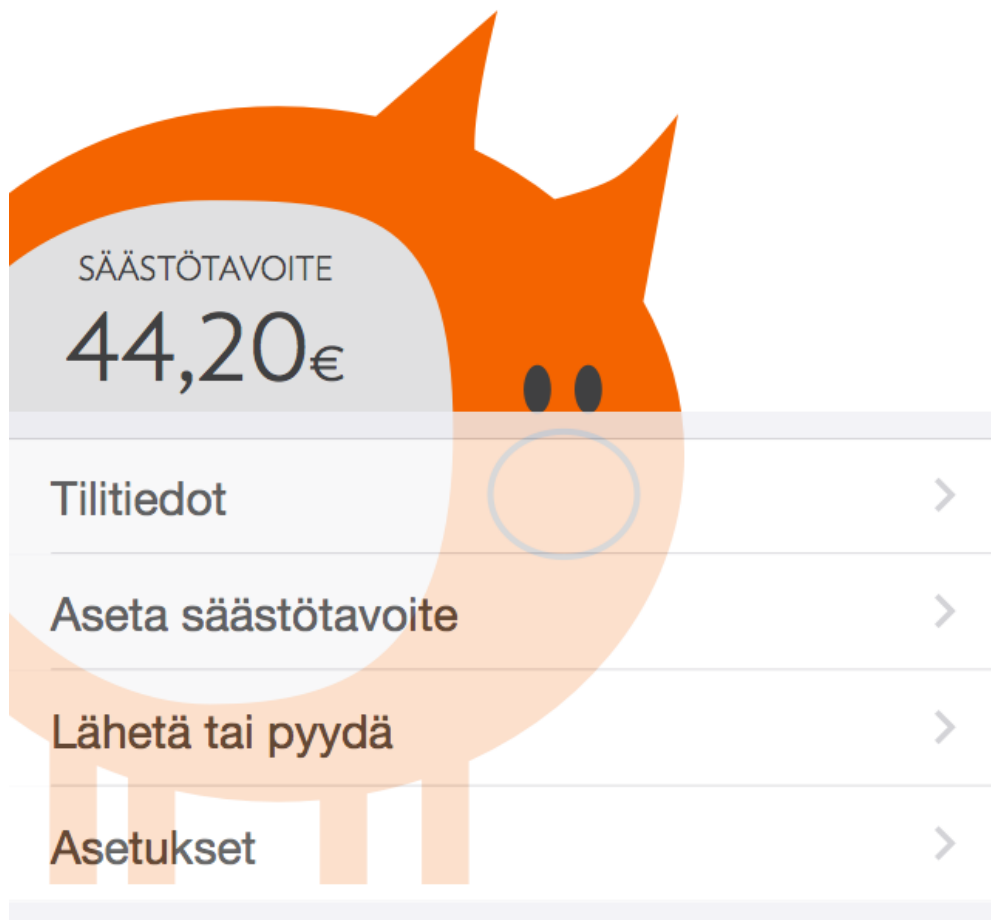 SÄÄSTÖTAVOITE
44,20€
Tilitiedot
Aseta säästötavoite
Lähetä tai pyydä
Asetukset